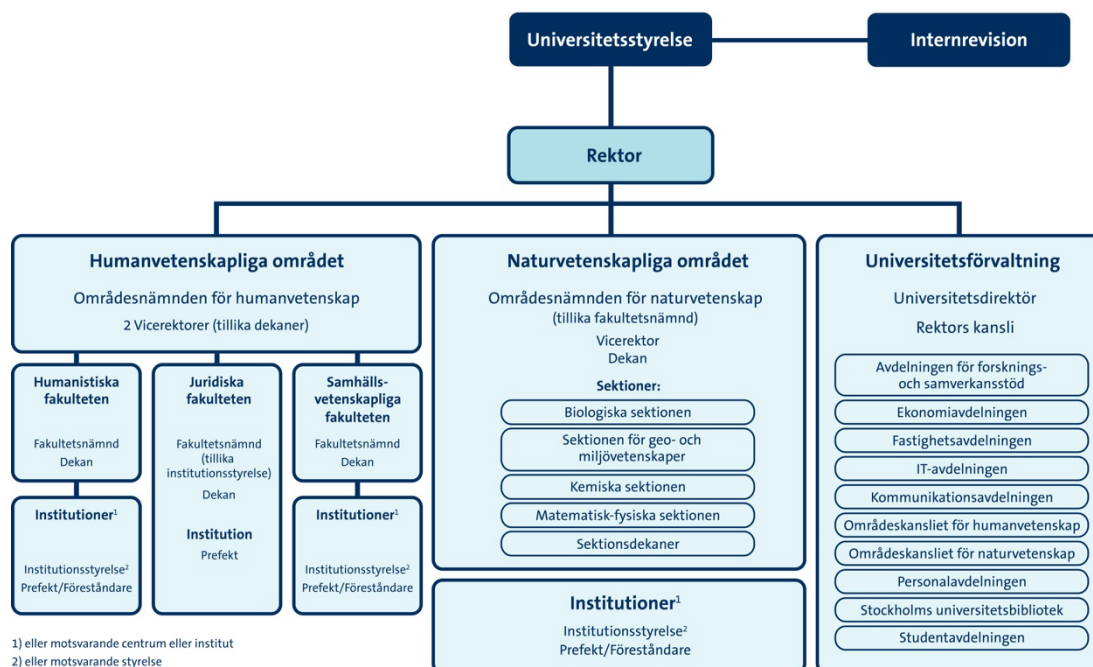 Universitetsstyrelse
Internrevision
Rektor
Humanvetenskapliga området
Områdesnämnden för humanvetenskap
2 Vicerektorer (tillika dekaner)
Humanistiska
fakulteten
Fakultetsnämnd
Dekan
Institutioner¹
Institutionsstyrelse²
Prefekt/Föreståndare
Juridiska
fakulteten
Fakultetsnämnd
(tillika
institutionsstyrelse)
Dekan
Institution
Prefekt
Samhälls-
vetenskapliga
fakulteten
Fakultetsnämnd
Dekan
Institutioner¹
Institutionsstyrelse²
Prefekt/Föreståndare
Naturvetenskapliga området
Områdesnämnden för naturvetenskap
(tillika fakultetsnämnd)
Vicerektor
Dekan
Sektioner:
Biologiska sektionen
Sektionen för geo- och
miljövetenskaper
Kemiska sektionen
Matematisk-fysiska sektionen
Sektionsdekaner
Institutioner¹
Institutionsstyrelse²
Prefekt/Föreståndare
Universitetsförvaltning
Universitetsdirektör
Rektors kansli
Avdelningen för forsknings-
och samverkansstöd
Ekonomiavdelningen
Fastighetsavdelningen
IT-avdelningen
Kommunikationsavdelningen
Områdeskansliet för humanvetenskap
Områdeskansliet för naturvetenskap
Personalavdelningen
Stockholms universitetsbibliotek
Studentavdelningen
1) eller motsvarande centrum eller institut
2) eller motsvarande styrelse